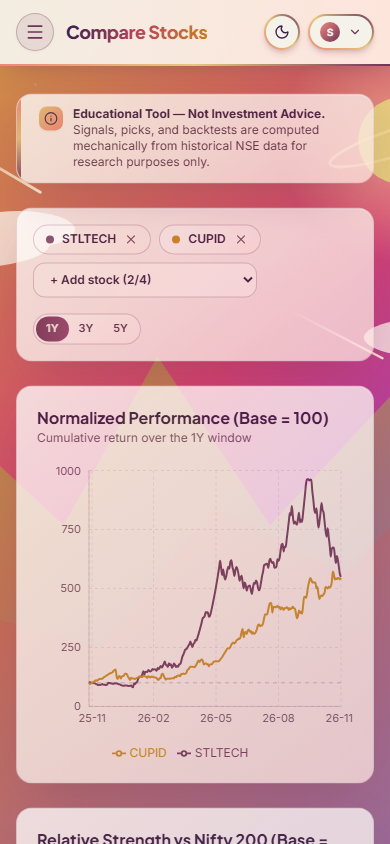 Compare Stocks
S
Educational Tool — Not Investment Advice.
Signals, picks, and backtests are computed
mechanically from historical NSE data for
research purposes only.
STLTECH
CUPID
+ Add stock (2/4)
1Y 3Y 5Y
Normalized Performance (Base = 100)
Cumulative return over the 1Y window
1000
750
500
250
0
25-11 26-02 26-05 26-08 26-11
CUPID STLTECH
Relative Strength vs Nifty 200 (Base =